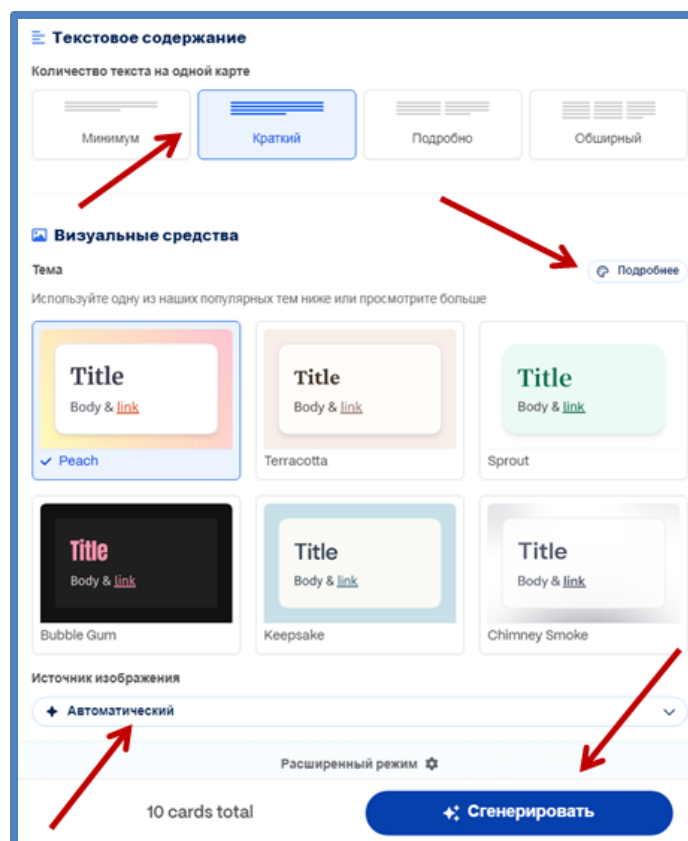 Текстовое содержание
Количество текста на одной карте
Минимум Краткий Подробно Обширный
Визуальные средства
Тема Подробнее
Используйте одну из наших популярных тем ниже или просмотрите больше
Title Title Title
Body & link Body & link Body & link
Peach Terracotta Sprout
Title Title Title
Body & link Body & link Body & link
Bubble Gum Keepsake Chimney Smoke
Источник изображения
Автоматический
Расширенный режим
10 cards total Сгенерировать